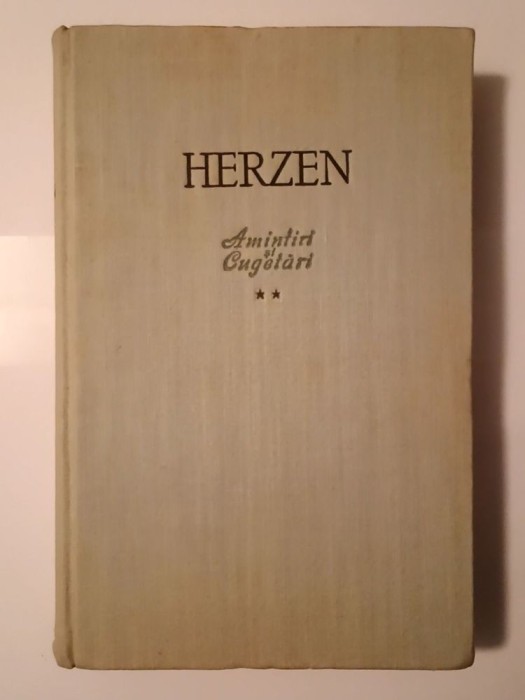 HERZEN
Amintiri
și
Cugetări
★★